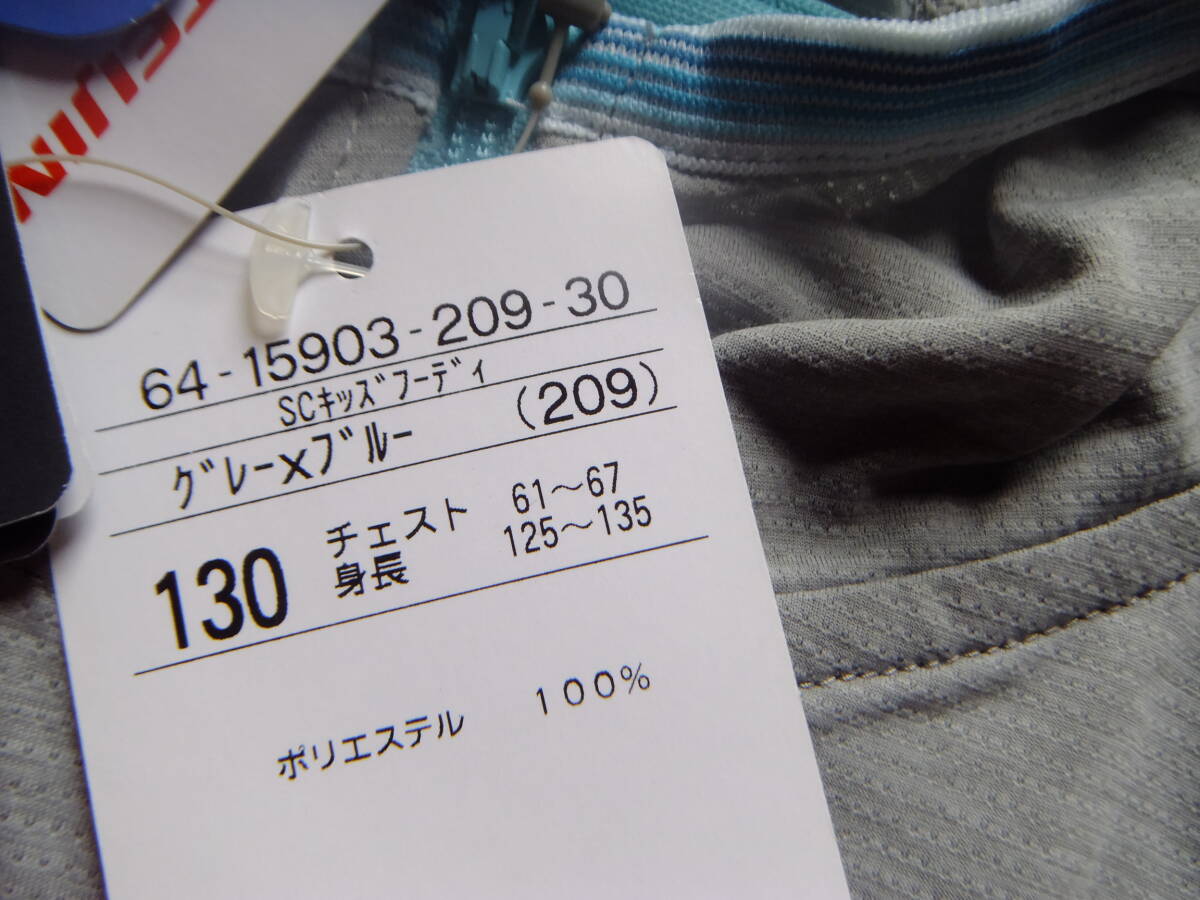 64-15903-209-30
SCキッズフーディ
グレー×ブルー (209)
130 チェスト 61～67
身長 125～135
ポリエステル 100%